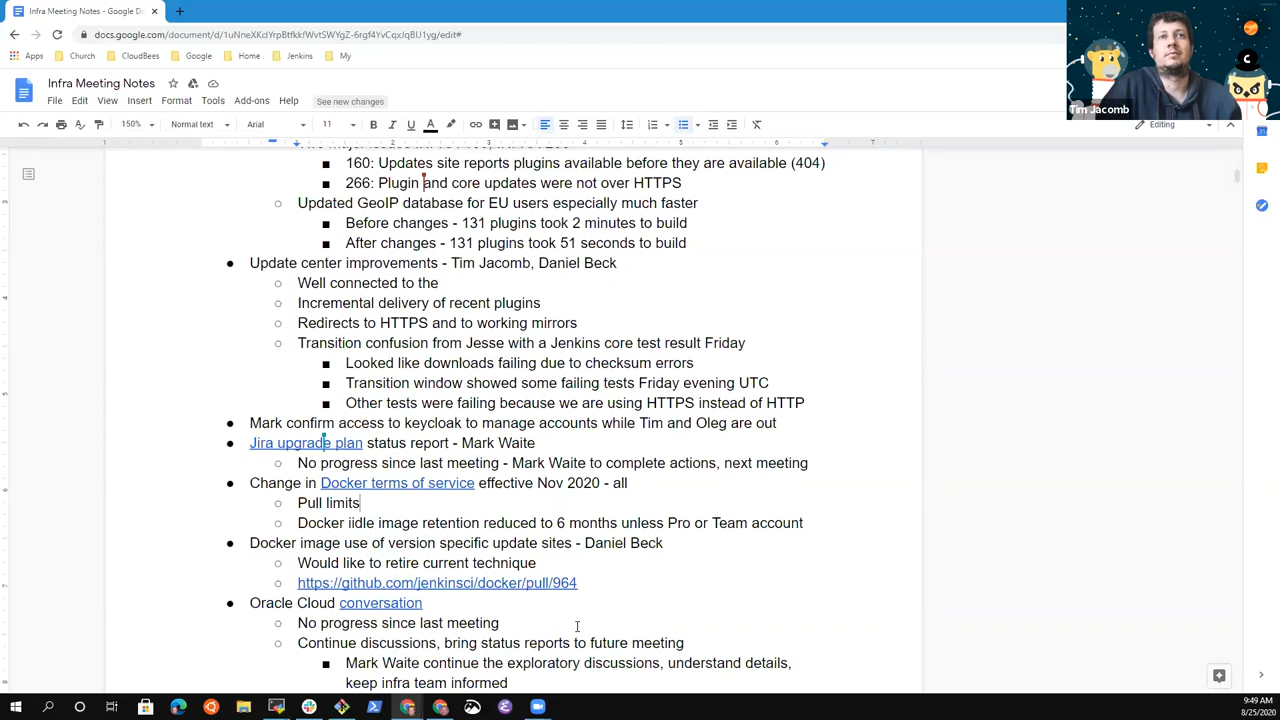 Infra Meeting Notes - Google D
docs.google.com/document/d/1uNneXKcIYrpBtfkkfWvtSWYgZ-6rgf4YvCqxJqBU1yg/edit#
Apps Church CloudBees Google Home Jenkins My
Infra Meeting Notes
File Edit View Insert Format Tools Add-ons Help See new changes
150% Normal text Arial 11 B I U A Editing
Tim Jacomb
1 1 2 3 4 5 6 7
160: Updates site reports plugins available before they are available (404)
266: Plugin and core updates were not over HTTPS
Updated GeoIP database for EU users especially much faster
Before changes - 131 plugins took 2 minutes to build
After changes - 131 plugins took 51 seconds to build
Update center improvements - Tim Jacomb, Daniel Beck
Well connected to the
Incremental delivery of recent plugins
Redirects to HTTPS and to working mirrors
Transition confusion from Jesse with a Jenkins core test result Friday
Looked like downloads failing due to checksum errors
Transition window showed some failing tests Friday evening UTC
Other tests were failing because we are using HTTPS instead of HTTP
Mark confirm access to keycloak to manage accounts while Tim and Oleg are out
Jira upgrade plan status report - Mark Waite
No progress since last meeting - Mark Waite to complete actions, next meeting
Change in Docker terms of service effective Nov 2020 - all
Pull limits
Docker iidle image retention reduced to 6 months unless Pro or Team account
Docker image use of version specific update sites - Daniel Beck
Would like to retire current technique
https://github.com/jenkinsci/docker/pull/964
Oracle Cloud conversation
No progress since last meeting
Continue discussions, bring status reports to future meeting
Mark Waite continue the exploratory discussions, understand details,
keep infra team informed
9:49 AM
8/25/2020